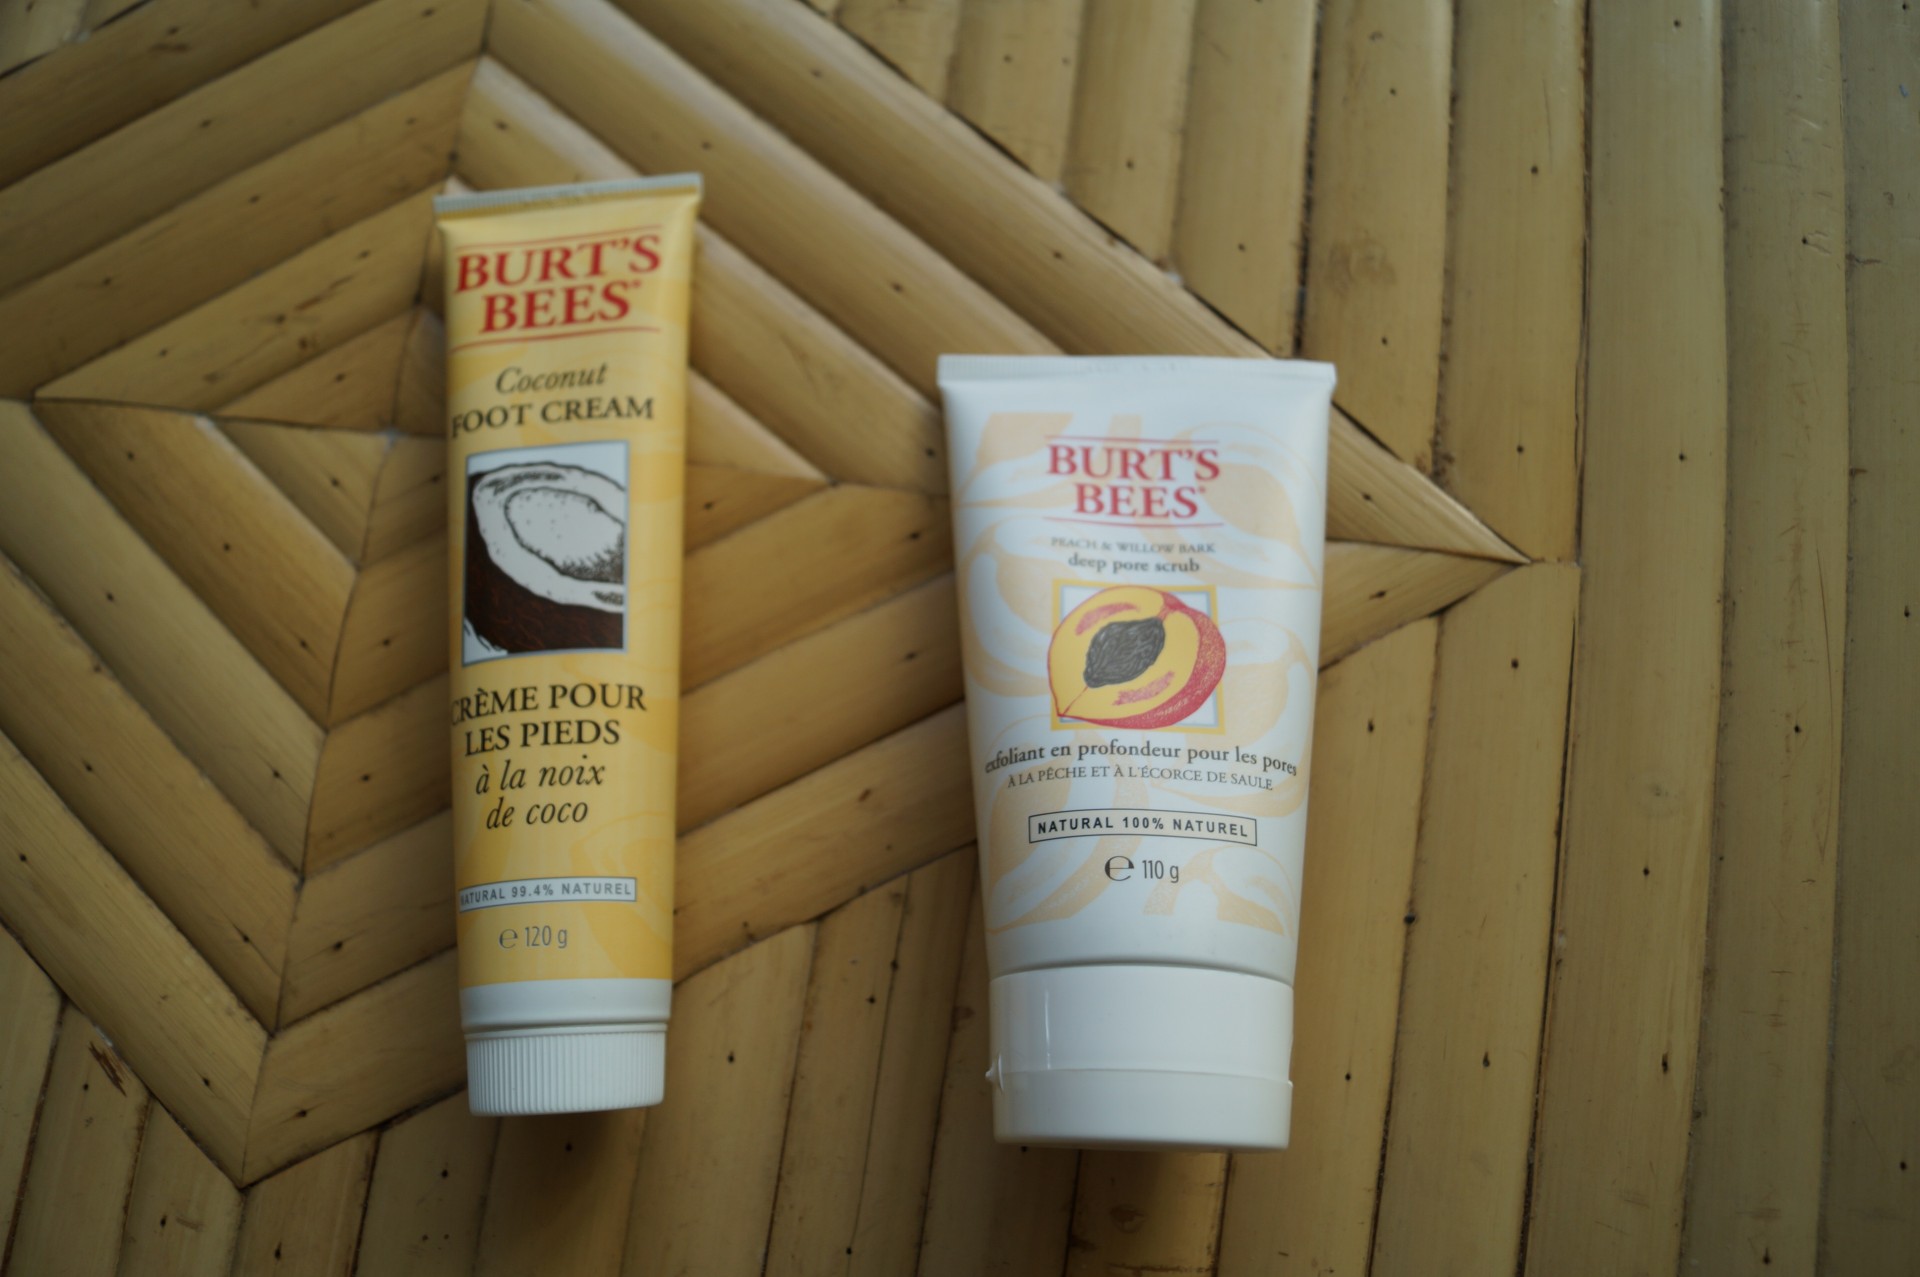 BURT'S
BEES®
Coconut
FOOT CREAM
CRÈME POUR
LES PIEDS
à la noix
de coco
NATURAL 99.4% NATUREL
℮ 120 g
BURT'S
BEES®
PEACH & WILLOW BARK
deep pore scrub
exfoliant en profondeur pour les pores
À LA PÊCHE ET À L'ÉCORCE DE SAULE
NATURAL 100% NATUREL
℮ 110 g